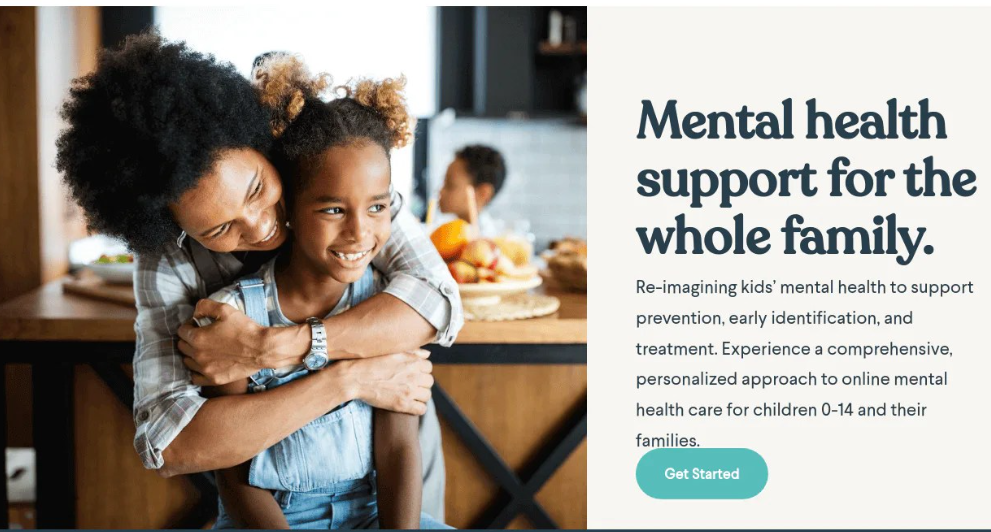 Mental health
support for the
whole family.
Re-imagining kids’ mental health to support
prevention, early identification, and
treatment. Experience a comprehensive,
personalized approach to online mental
health care for children 0-14 and their
families.
Get Started